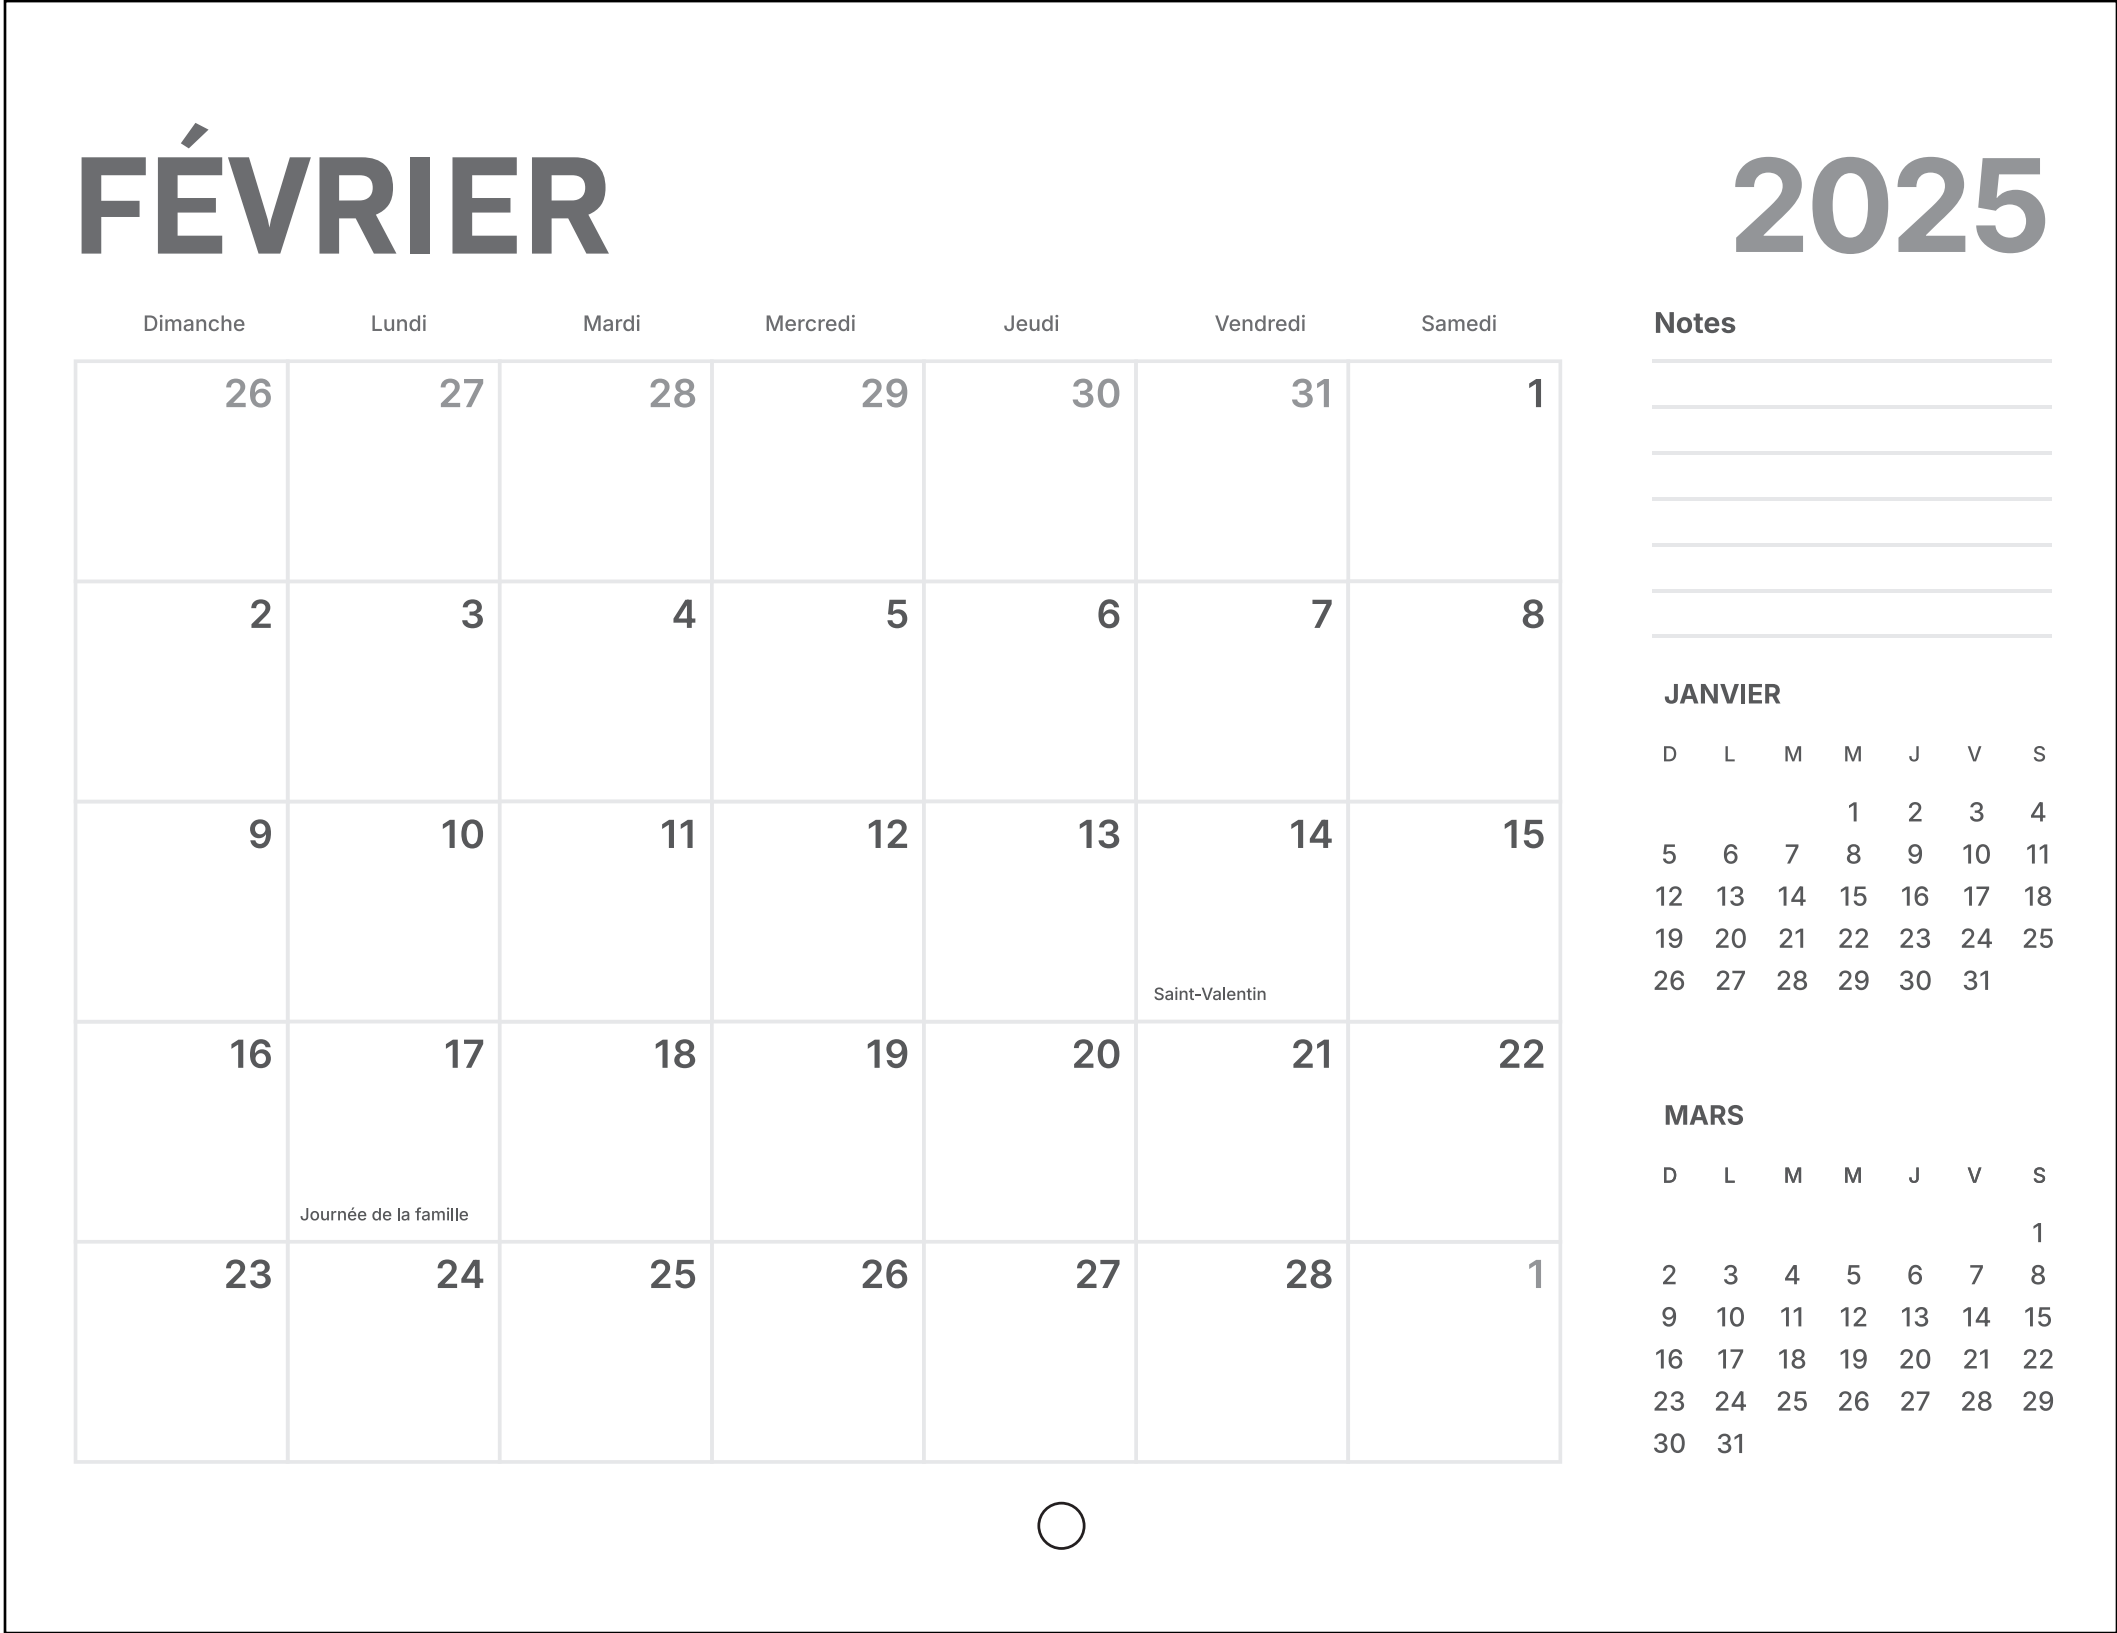 FÉVRIER
2025
Dimanche Lundi Mardi Mercredi Jeudi Vendredi Samedi
26 27 28 29 30 31 1
2 3 4 5 6 7 8
9 10 11 12 13 14 15
Saint-Valentin
16 17 18 19 20 21 22
Journée de la famille
23 24 25 26 27 28 1
Notes
JANVIER
D L M M J V S
1 2 3 4
5 6 7 8 9 10 11
12 13 14 15 16 17 18
19 20 21 22 23 24 25
26 27 28 29 30 31
MARS
D L M M J V S
1
2 3 4 5 6 7 8
9 10 11 12 13 14 15
16 17 18 19 20 21 22
23 24 25 26 27 28 29
30 31